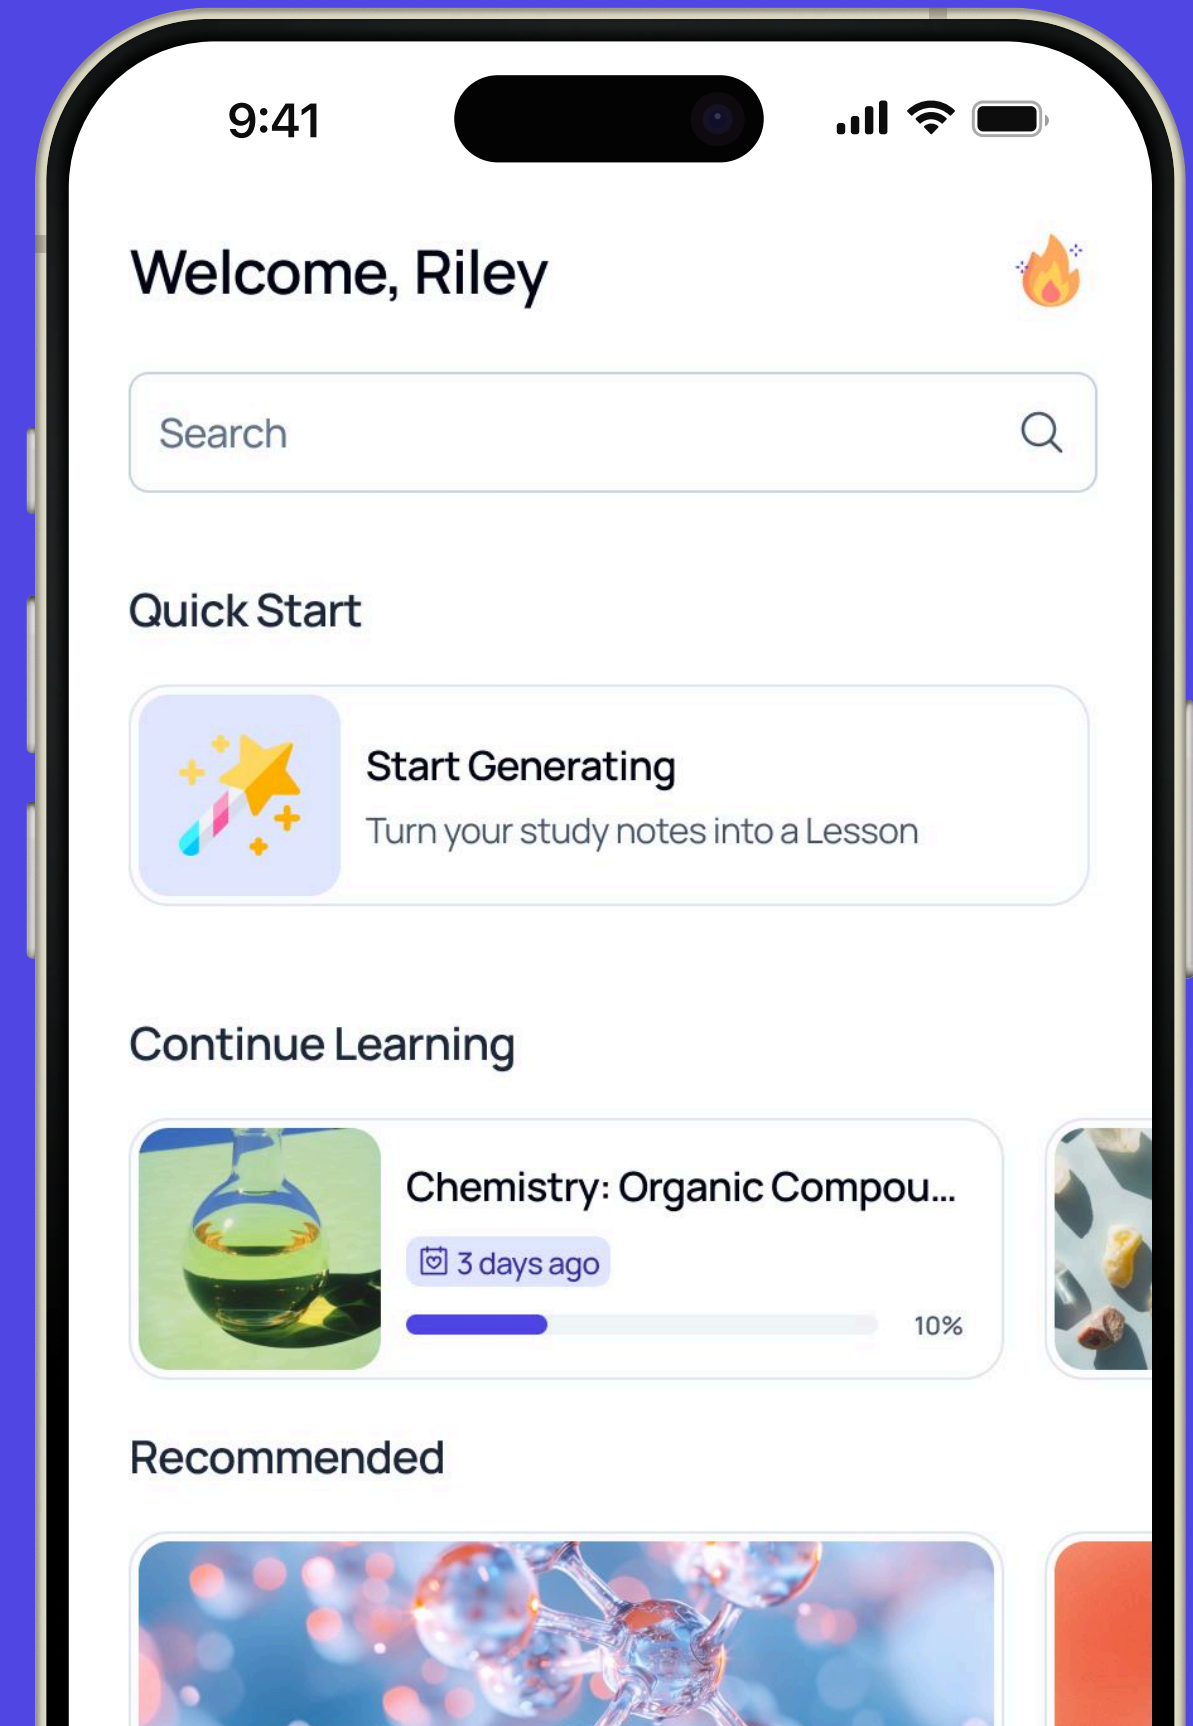 9:41
Welcome, Riley
Search
Quick Start
Start Generating
Turn your study notes into a Lesson
Continue Learning
Chemistry: Organic Compou...
3 days ago
10%
Recommended